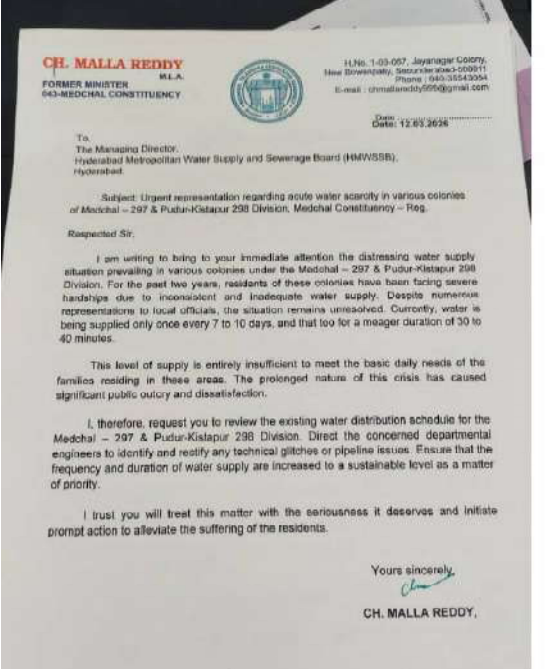 CH. MALLA REDDY
M.L.A.
FORMER MINISTER
043-MEDCHAL CONSTITUENCY
H.No. 1-03-057, Jayanagar Colony,
New Bowenpally, Secunderabad-500011
Phone : 040-35543054
E-mail : chmallareddy999@gmail.com
Date:
Date: 12.03.2026
To,
The Managing Director,
Hyderabad Metropolitan Water Supply and Sewerage Board (HMWSSB),
Hyderabad.
Subject: Urgent representation regarding acute water scarcity in various colonies
of Medchal – 297 & Pudur-Kistapur 298 Division, Medchal Constituency – Reg.
Respected Sir,
I am writing to bring to your immediate attention the distressing water supply
situation prevailing in various colonies under the Medchal – 297 & Pudur-Kistapur 298
Division. For the past two years, residents of these colonies have been facing severe
hardships due to inconsistent and inadequate water supply. Despite numerous
representations to local officials, the situation remains unresolved. Currently, water is
being supplied only once every 7 to 10 days, and that too for a meager duration of 30 to
40 minutes.
This level of supply is entirely insufficient to meet the basic daily needs of the
families residing in these areas. The prolonged nature of this crisis has caused
significant public outcry and dissatisfaction.
I, therefore, request you to review the existing water distribution schedule for the
Medchal – 297 & Pudur-Kistapur 298 Division. Direct the concerned departmental
engineers to identify and rectify any technical glitches or pipeline issues. Ensure that the
frequency and duration of water supply are increased to a sustainable level as a matter
of priority.
I trust you will treat this matter with the seriousness it deserves and initiate
prompt action to alleviate the suffering of the residents.
Yours sincerely,
CH. MALLA REDDY,